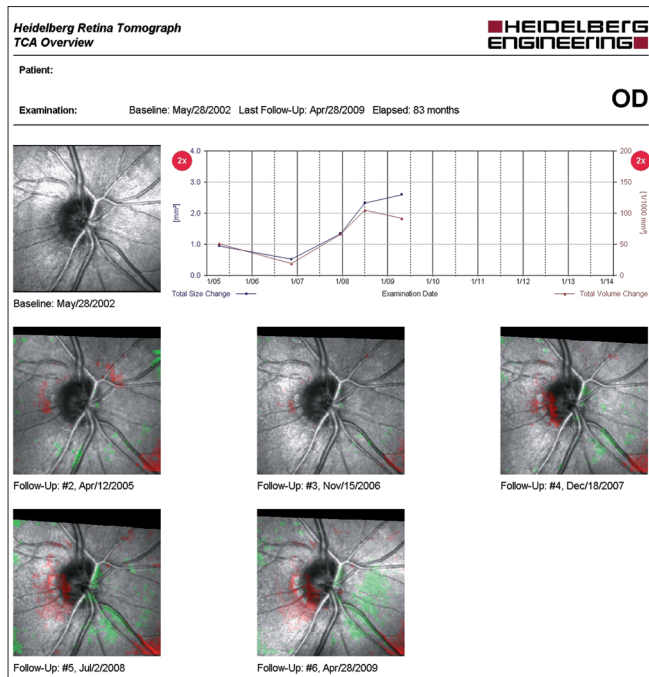 Heidelberg Retina Tomograph
TCA Overview
HEIDELBERG
ENGINEERING
Patient:
OD
Examination: Baseline: May/28/2002 Last Follow-Up: Apr/28/2009 Elapsed: 83 months
2x
4.0
3.0
2.0
1.0
0.0
[mm²]
200
150
100
50
0
[1/1000 mm³]
2x
1/05 1/06 1/07 1/08 1/09 1/10 1/11 1/12 1/13 1/14
Total Size Change Examination Date Total Volume Change
Baseline: May/28/2002
Follow-Up: #2, Apr/12/2005 Follow-Up: #3, Nov/15/2006 Follow-Up: #4, Dec/18/2007
Follow-Up: #5, Jul/2/2008 Follow-Up: #6, Apr/28/2009